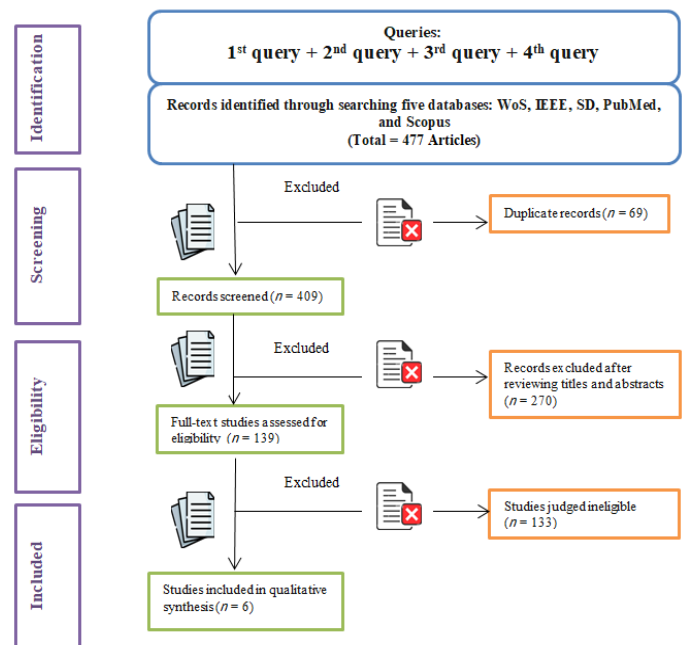 Identification
Queries:
1st query + 2nd query + 3rd query + 4th query
Records identified through searching five databases: WoS, IEEE, SD, PubMed,
and Scopus
(Total = 477 Articles)
Screening
Excluded
Duplicate records (n = 69)
Records screened (n = 409)
Eligibility
Excluded
Records excluded after
reviewing titles and abstracts
(n = 270)
Full-text studies assessed for
eligibility (n = 139)
Included
Excluded
Studies judged ineligible
(n = 133)
Studies included in qualitative
synthesis (n = 6)